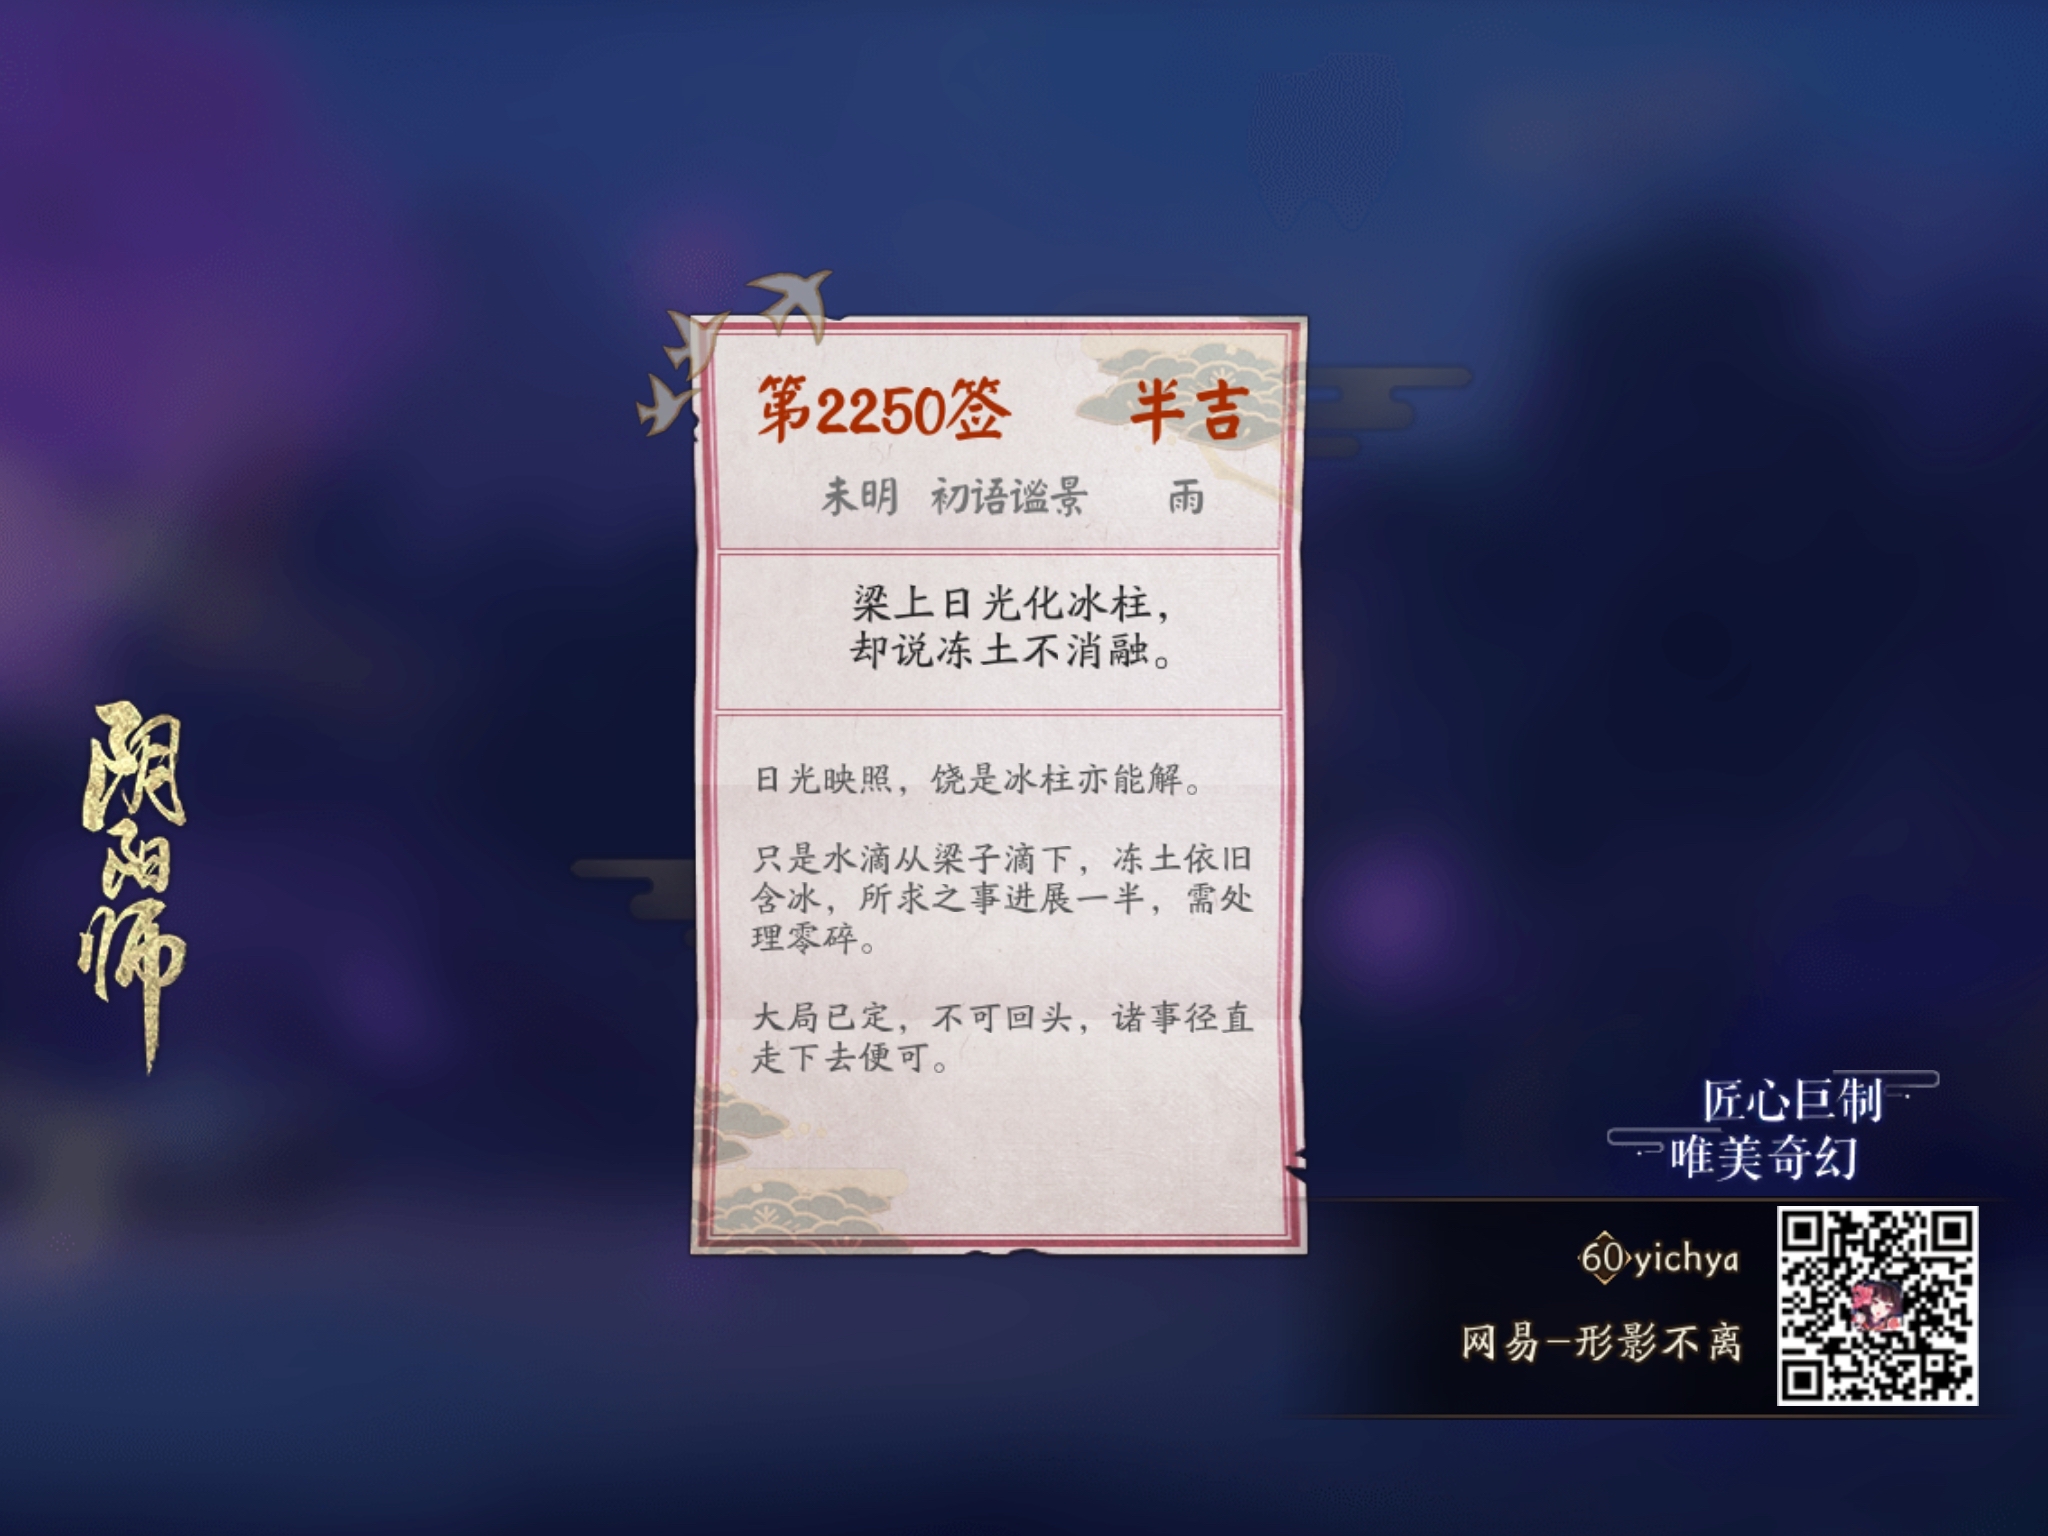 第2250签 半吉
未明 初语谧景 雨
梁上日光化冰柱，
却说冻土不消融。
日光映照，饶是冰柱亦能解。
只是水滴从梁子滴下，冻土依旧
含冰，所求之事进展一半，需处
理零碎。
大局已定，不可回头，诸事径直
走下去便可。
阴阳师
匠心巨制
唯美奇幻
60 yichya
网易-形影不离